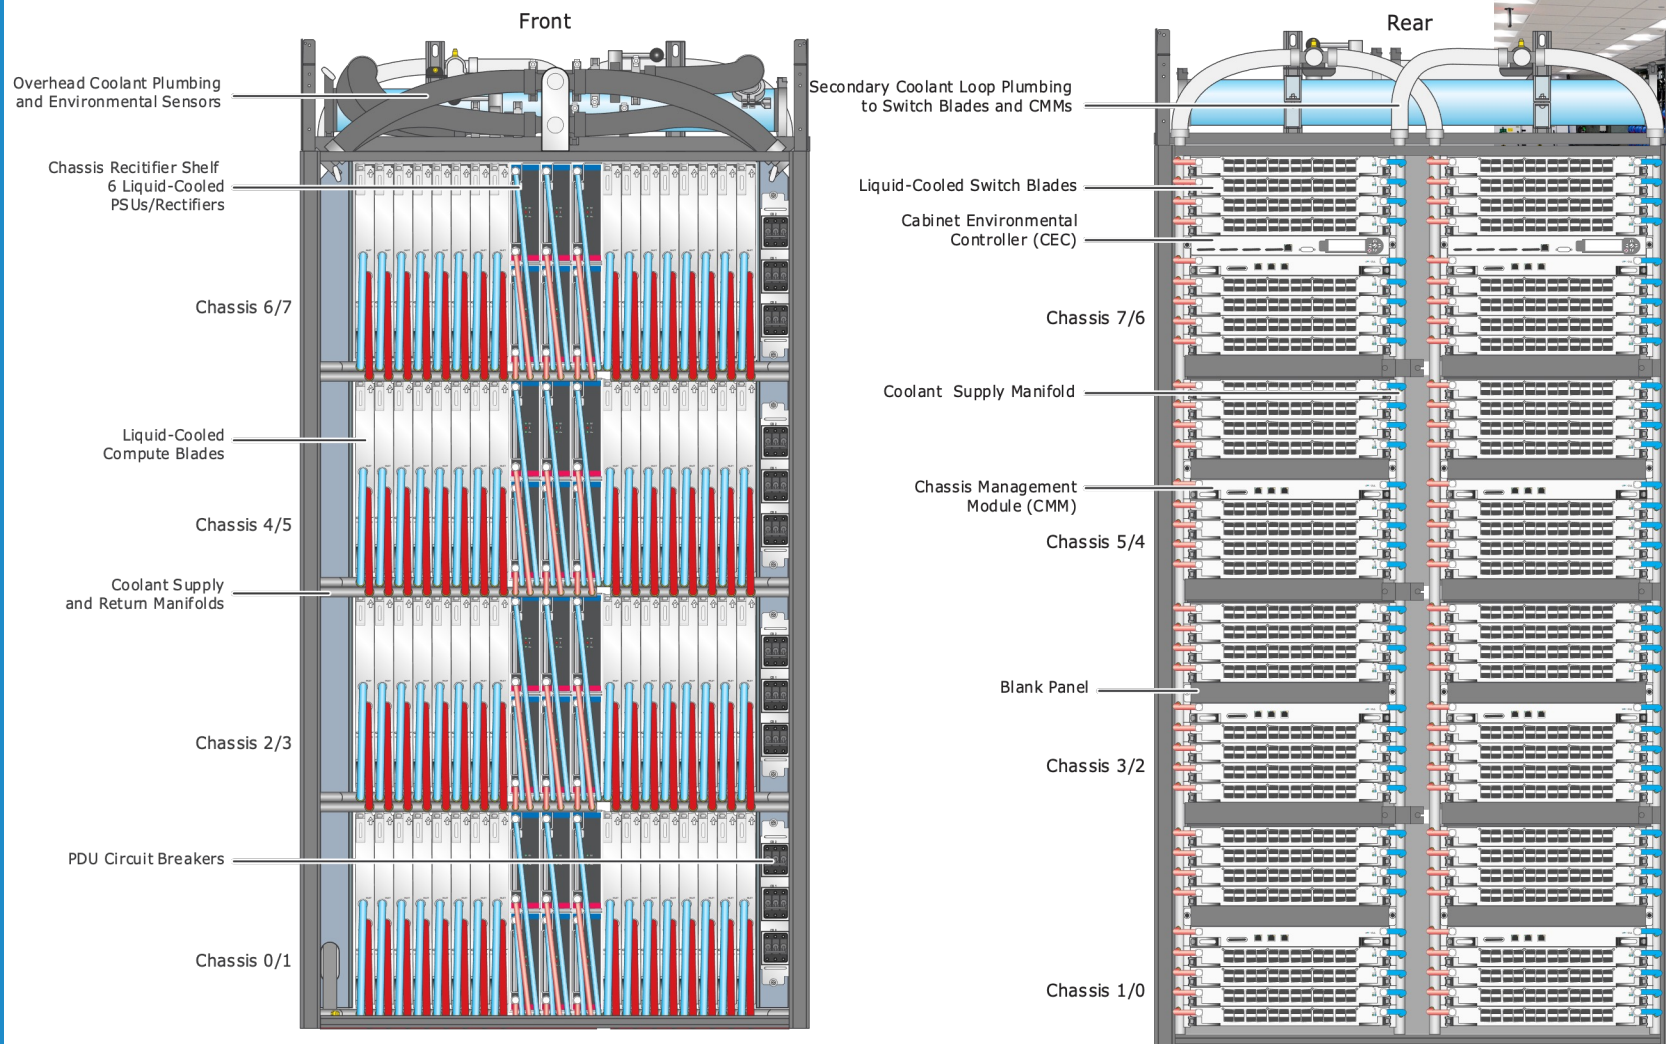 Front
Overhead Coolant Plumbing
and Environmental Sensors
Chassis Recitifier Shelf
6 Liquid-Cooled
PSUs/Rectifiers
Chassis 6/7
Liquid-Cooled
Compute Blades
Chassis 4/5
Coolant Supply
and Return Manifolds
Chassis 2/3
PDU Circuit Breakers
Chassis 0/1
Rear
Secondary Coolant Loop Plumbing
to Switch Blades and CMMs
Liquid-Cooled Switch Blades
Cabinet Environmental
Controller (CEC)
Chassis 7/6
Coolant Supply Manifold
Chassis Management
Module (CMM)
Chassis 5/4
Blank Panel
Chassis 3/2
Chassis 1/0